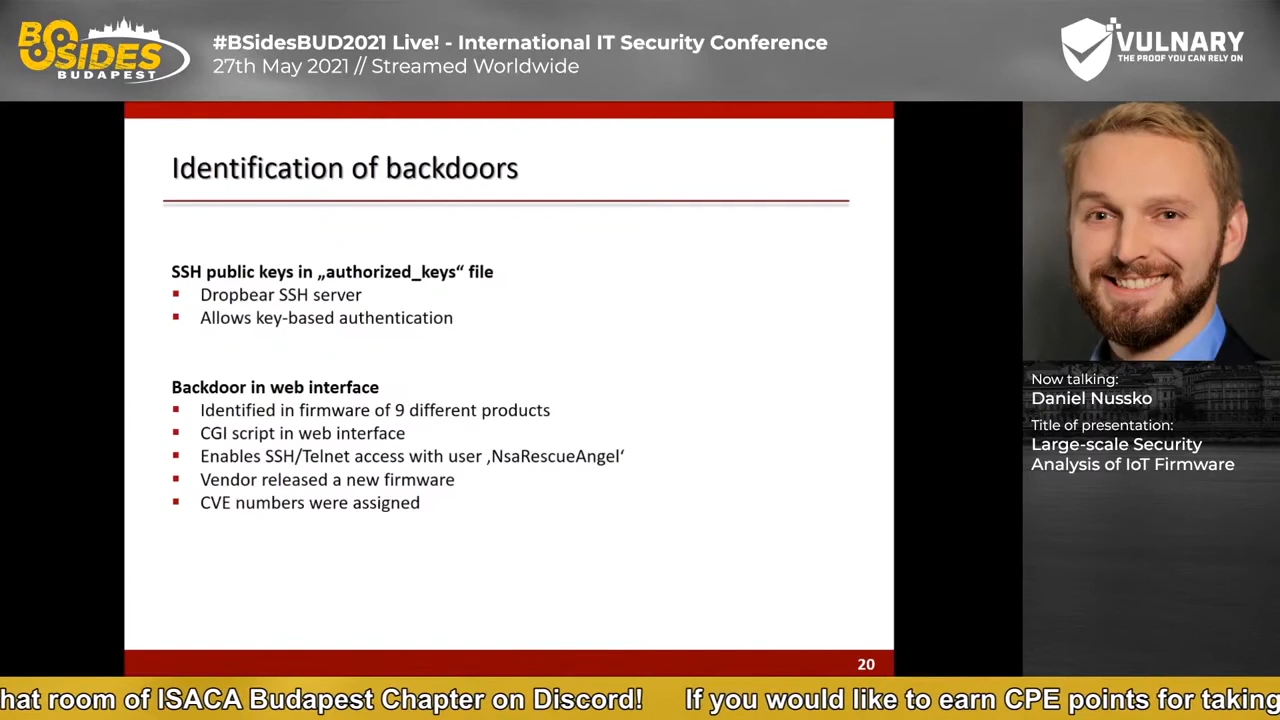 BSIDES
BUDAPEST
#BSidesBUD2021 Live! - International IT Security Conference
27th May 2021 // Streamed Worldwide
VULNARY
THE PROOF YOU CAN RELY ON
Identification of backdoors
SSH public keys in „authorized_keys“ file
Dropbear SSH server
Allows key-based authentication
Backdoor in web interface
Identified in firmware of 9 different products
CGI script in web interface
Enables SSH/Telnet access with user ‚NsaRescueAngel‘
Vendor released a new firmware
CVE numbers were assigned
20
Now talking:
Daniel Nussko
Title of presentation:
Large-scale Security
Analysis of IoT Firmware
hat room of ISACA Budapest Chapter on Discord! If you would like to earn CPE points for taking